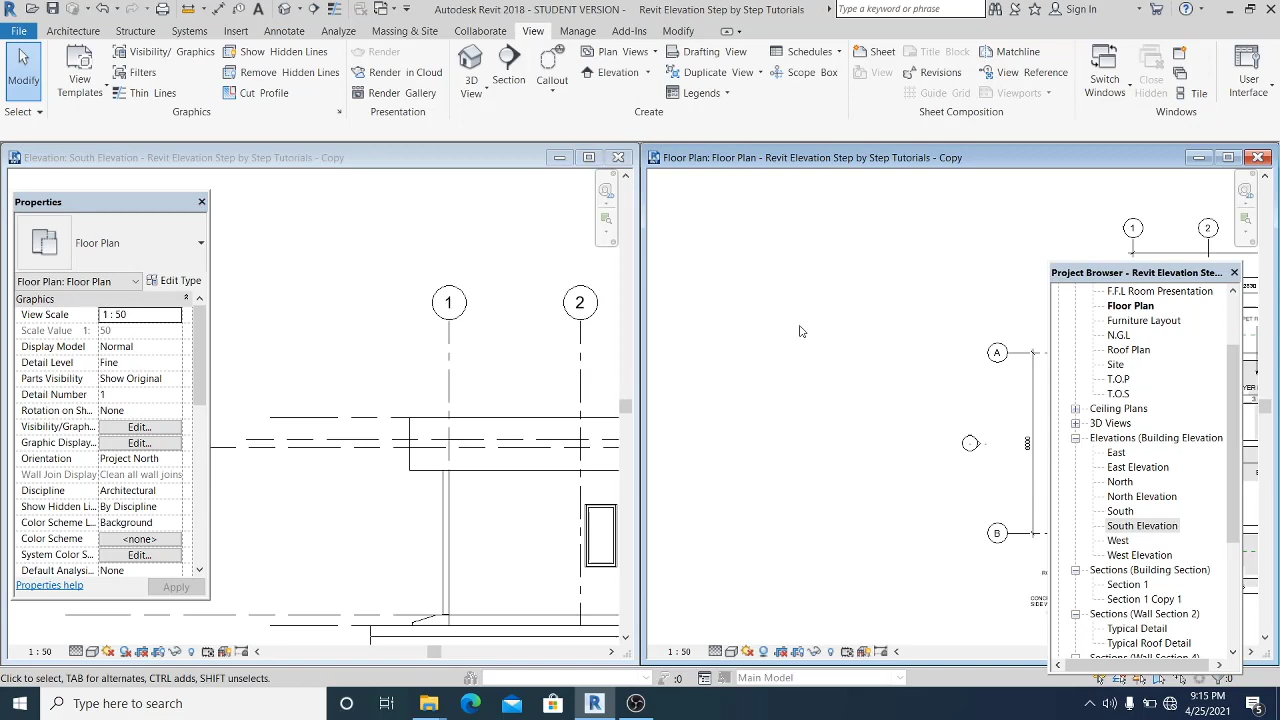 Autodesk Revit 2018 - STUDENT VERSION - Revit Elevation Step by Step Tutorials
Type a keyword or phrase
Sign In
File Architecture Structure Systems Insert Annotate Analyze Massing & Site Collaborate View Manage Add-Ins Modify
Modify
View
Templates
Visibility/ Graphics
Filters
Thin Lines
Show Hidden Lines
Remove Hidden Lines
Cut Profile
Render
Render in Cloud
Render Gallery
3D
View
Section
Callout
Plan Views
Elevation
Drafting View
Duplicate View
Legends
Schedules
Scope Box
Sheet
View
Title Block
Revisions
Guide Grid
Matchline
View Reference
Viewports
Switch
Windows
Close
Hidden
Tile
User
Interface
Select
Graphics
Presentation
Create
Sheet Composition
Windows
Elevation: South Elevation - Revit Elevation Step by Step Tutorials - Copy
Floor Plan: Floor Plan - Revit Elevation Step by Step Tutorials - Copy
Properties
Floor Plan
Floor Plan: Floor Plan
Edit Type
Graphics
View Scale 1 : 50
Scale Value 1: 50
Display Model Normal
Detail Level Fine
Parts Visibility Show Original
Detail Number 1
Rotation on Sh... None
Visibility/Graph... Edit...
Graphic Display... Edit...
Orientation Project North
Wall Join Display Clean all wall joins
Discipline Architectural
Show Hidden Li... By Discipline
Color Scheme L... Background
Color Scheme <none>
System Color S... Edit...
Default Analysi... None
Properties help
Apply
1
2
1
2
A
B
Project Browser - Revit Elevation Ste...
F.F.L Room Presentation
Floor Plan
Furniture Layout
N.G.L
Roof Plan
Site
T.O.P
T.O.S
Ceiling Plans
3D Views
Elevations (Building Elevation
East
East Elevation
North
North Elevation
South
South Elevation
West
West Elevation
Sections (Building Section)
Section 1
Section 1 Copy 1
Sections (Wall Section 2)
Typical Detail
Typical Roof Detail
1 : 50
1 : 50
Click to select, TAB for alternates, CTRL adds, SHIFT unselects.
:0
Main Model
Type here to search
9:15 PM
4/25/2021
5